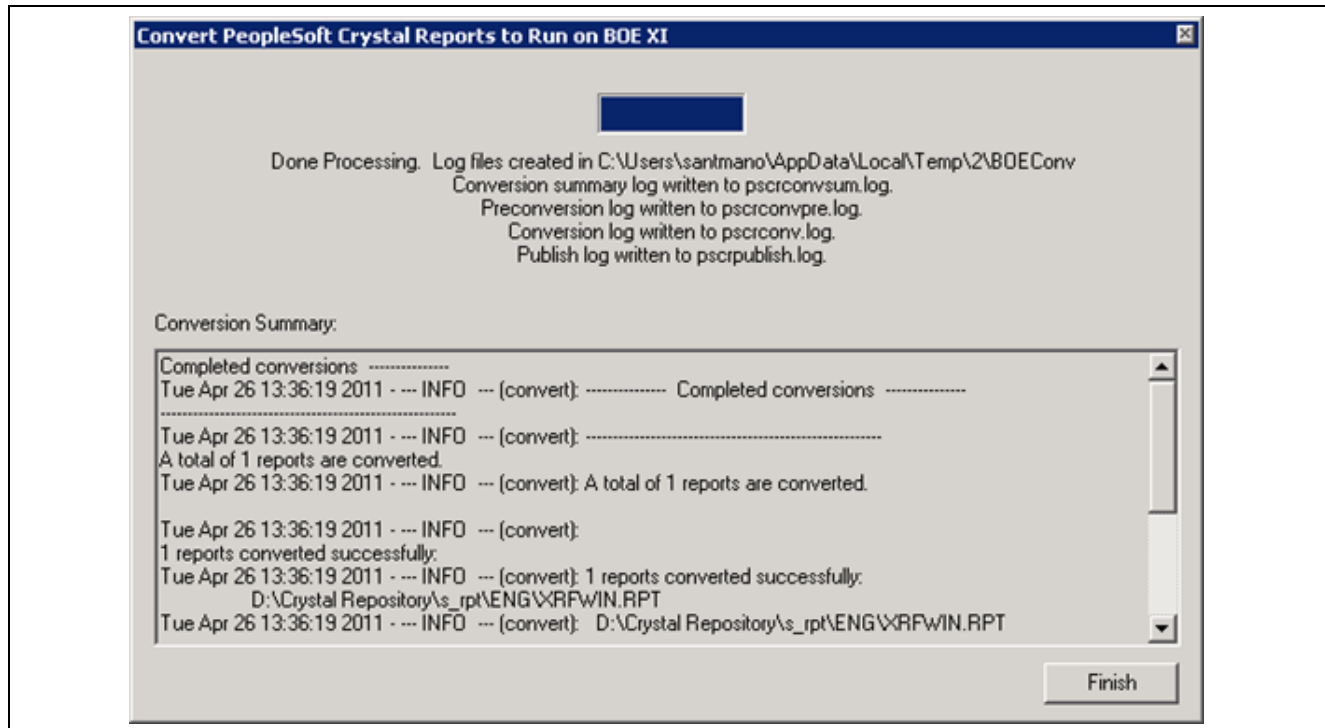 Convert PeopleSoft Crystal Reports to Run on BOE XI
Done Processing.  Log files created in C:\Users\santmano\AppData\Local\Temp\2\BOEConv
Conversion summary log written to pscrconvsum.log.
Preconversion log written to pscrconvpre.log.
Conversion log written to pscrconv.log.
Publish log written to pscrpublish.log.
Conversion Summary:
Completed conversions  ---------------
Tue Apr 26 13:36:19 2011 - --- INFO  --- (convert): ---------------  Completed conversions  ---------------
-------------------------------------------------------
Tue Apr 26 13:36:19 2011 - --- INFO  --- (convert): -------------------------------------------------------
A total of 1 reports are converted.
Tue Apr 26 13:36:19 2011 - --- INFO  --- (convert): A total of 1 reports are converted.
Tue Apr 26 13:36:19 2011 - --- INFO  --- (convert):
1 reports converted successfully:
Tue Apr 26 13:36:19 2011 - --- INFO  --- (convert): 1 reports converted successfully:
D:\Crystal Repository\s_rpt\ENG\XRFWIN.RPT
Tue Apr 26 13:36:19 2011 - --- INFO  --- (convert):   D:\Crystal Repository\s_rpt\ENG\XRFWIN.RPT
Finish